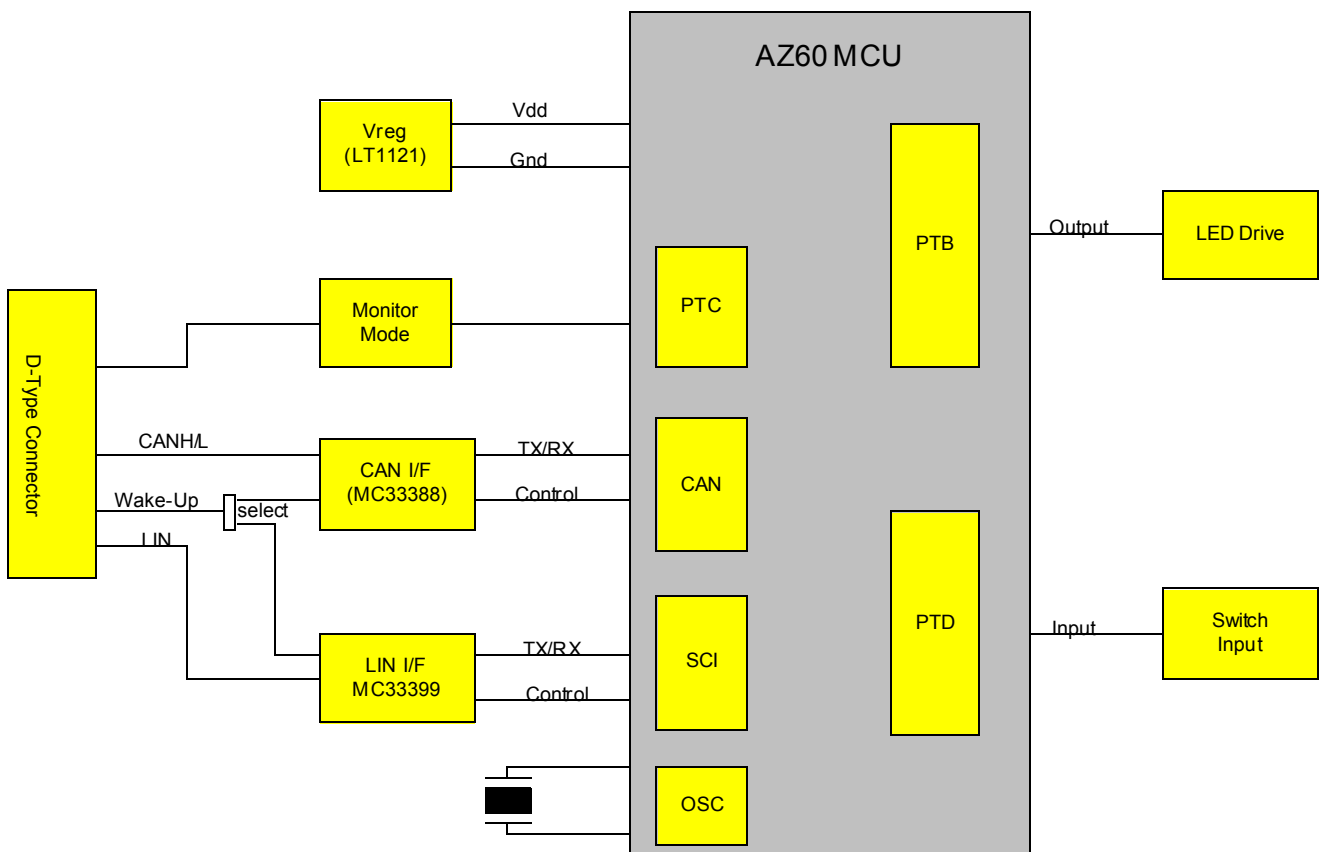 AZ60 MCU
Vreg
(LT1121)
Vdd
Gnd
PTB
Output
LED Drive
PTC
Monitor
Mode
D-Type Connector
CANH/L
CAN I/F
(MC33388)
TX/RX
Control
CAN
Wake-Up
select
LIN
PTD
Input
Switch
Input
LIN I/F
MC33399
TX/RX
Control
SCI
OSC